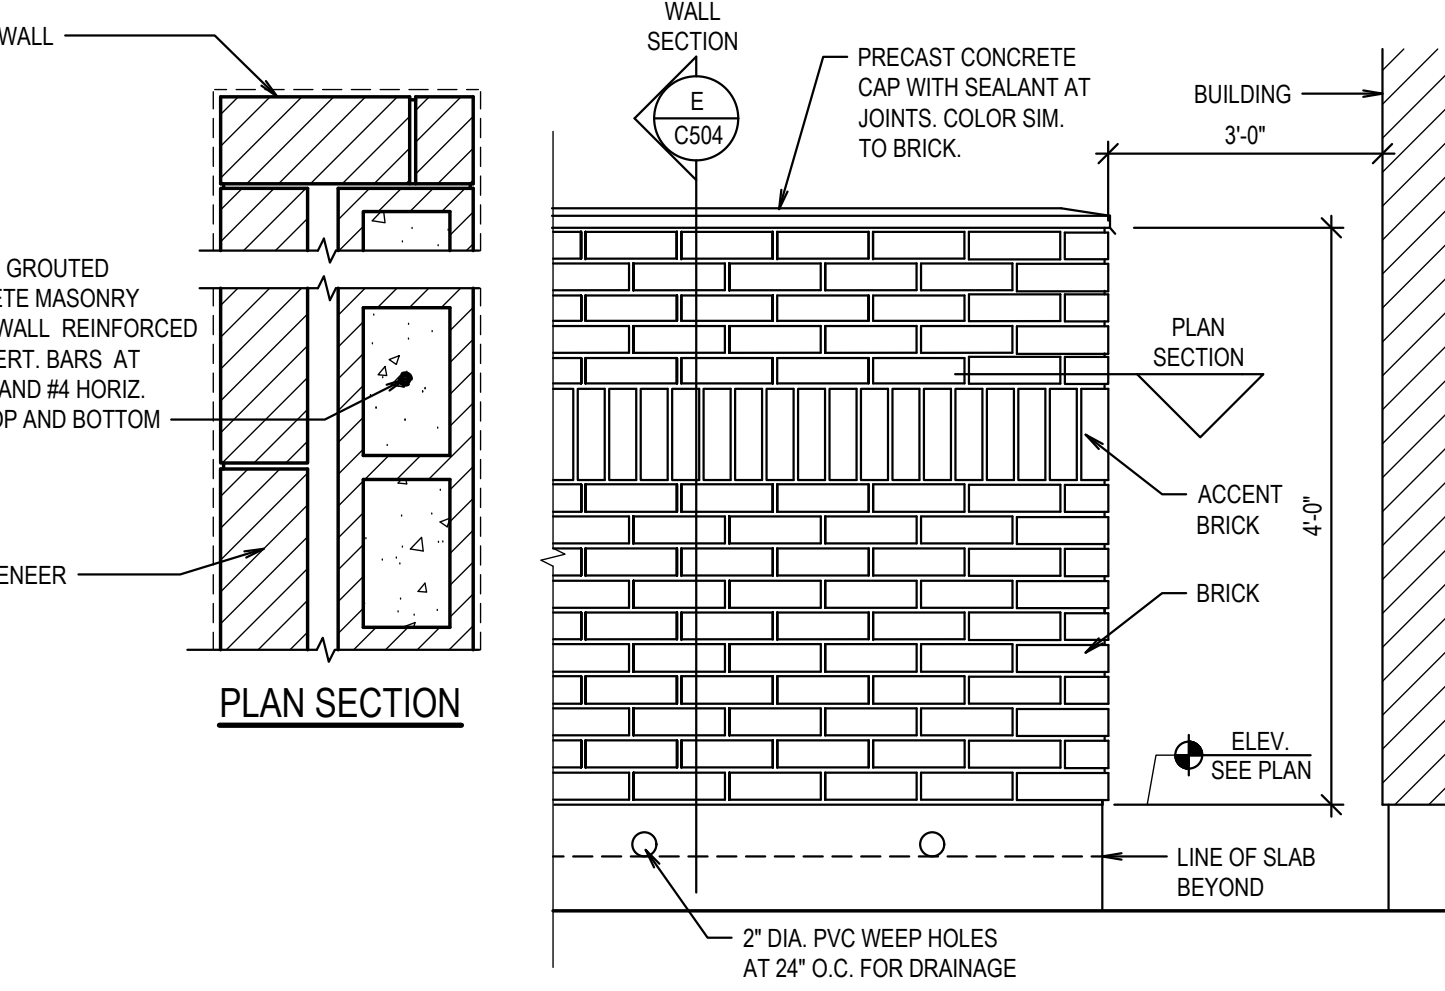 WALL
GROUTED
ETE MASONRY
WALL REINFORCED
ERT. BARS AT
AND #4 HORIZ.
OP AND BOTTOM
ENEER
PLAN SECTION
WALL
SECTION
E
C504
PRECAST CONCRETE
CAP WITH SEALANT AT
JOINTS. COLOR SIM.
TO BRICK.
BUILDING
3'-0"
PLAN
SECTION
ACCENT
BRICK
4'-0"
BRICK
ELEV.
SEE PLAN
LINE OF SLAB
BEYOND
2" DIA. PVC WEEP HOLES
AT 24" O.C. FOR DRAINAGE